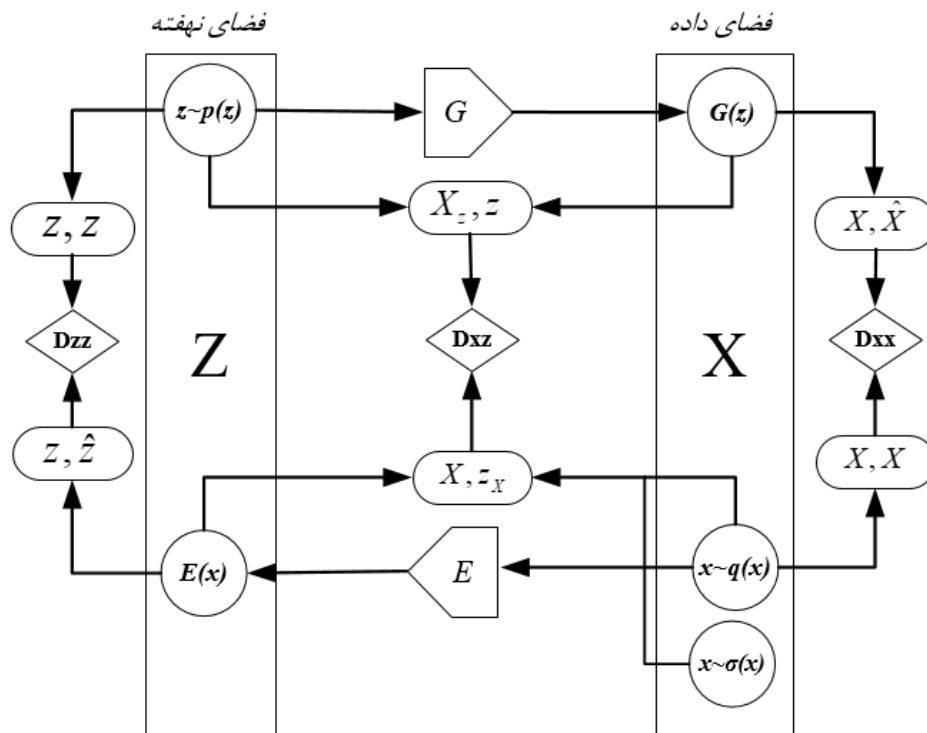 فضای نهفته
فضای داده
z~p(z)
G
G(z)
X_z, z
z, z
X, X̂
Dzz
Dxz
Dxx
Z
X
z, ẑ
X, z_X
X, X
E(x)
E
x~q(x)
x~σ(x)